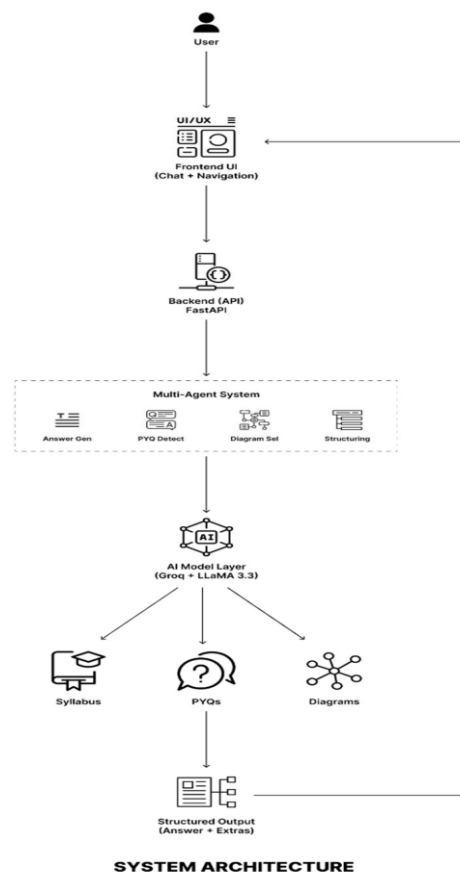 User
UI/UX
Frontend UI
(Chat + Navigation)
Backend (API)
FastAPI
Multi-Agent System
Answer Gen
PYQ Detect
Diagram Sel
Structuring
AI
AI Model Layer
(Groq + LLaMA 3.3)
Syllabus
PYQs
Diagrams
Structured Output
(Answer + Extras)
SYSTEM ARCHITECTURE